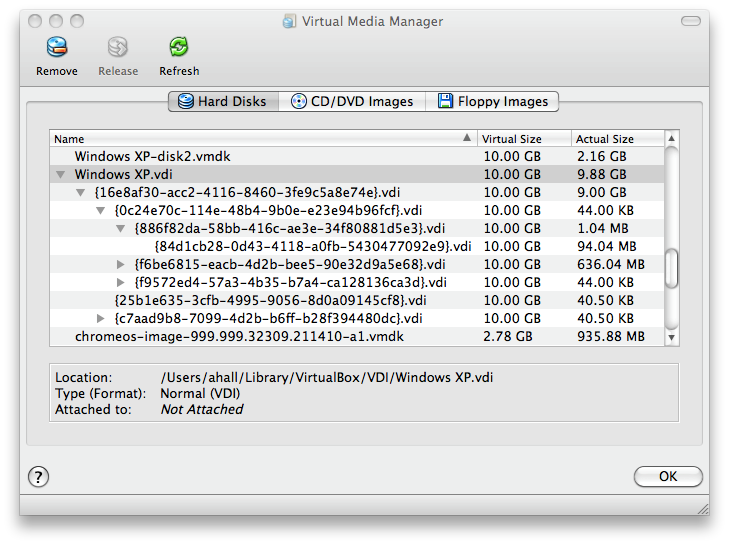 Virtual Media Manager
Remove Release Refresh
Hard Disks CD/DVD Images Floppy Images
Name Virtual Size Actual Size
Windows XP-disk2.vmdk 10.00 GB 2.16 GB
Windows XP.vdi 10.00 GB 9.88 GB
{16e8af30-acc2-4116-8460-3fe9c5a8e74e}.vdi 10.00 GB 9.00 GB
{0c24e70c-114e-48b4-9b0e-e23e94b96fcf}.vdi 10.00 GB 44.00 KB
{886f82da-58bb-416c-ae3e-34f80881d5e3}.vdi 10.00 GB 1.04 MB
{84d1cb28-0d43-4118-a0fb-5430477092e9}.vdi 10.00 GB 94.04 MB
{f6be6815-eacb-4d2b-bee5-90e32d9a5e68}.vdi 10.00 GB 636.04 MB
{f9572ed4-57a3-4b35-b7a4-ca128136ca3d}.vdi 10.00 GB 44.00 KB
{25b1e635-3cfb-4995-9056-8d0a09145cf8}.vdi 10.00 GB 40.50 KB
{c7aad9b8-7099-4d2b-b6ff-b28f394480dc}.vdi 10.00 GB 40.50 KB
chromeos-image-999.999.32309.211410-a1.vmdk 2.78 GB 935.88 MB
Location: /Users/ahall/Library/VirtualBox/VDI/Windows XP.vdi
Type (Format): Normal (VDI)
Attached to: Not Attached
? OK